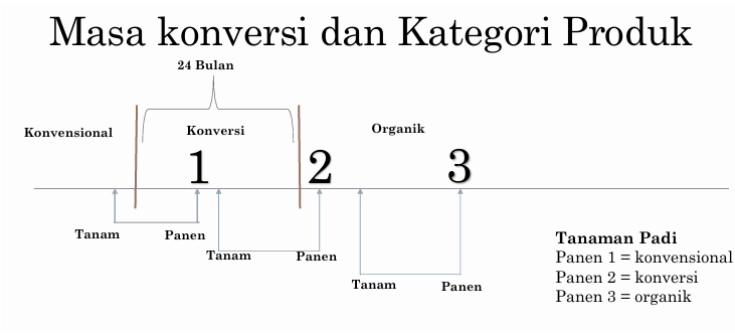 Masa konversi dan Kategori Produk
24 Bulan
Konvensional
Konversi
Organik
1
2
3
Tanam
Panen
Tanam
Panen
Tanam
Panen
Tanaman Padi
Panen 1 = konvensional
Panen 2 = konversi
Panen 3 = organik